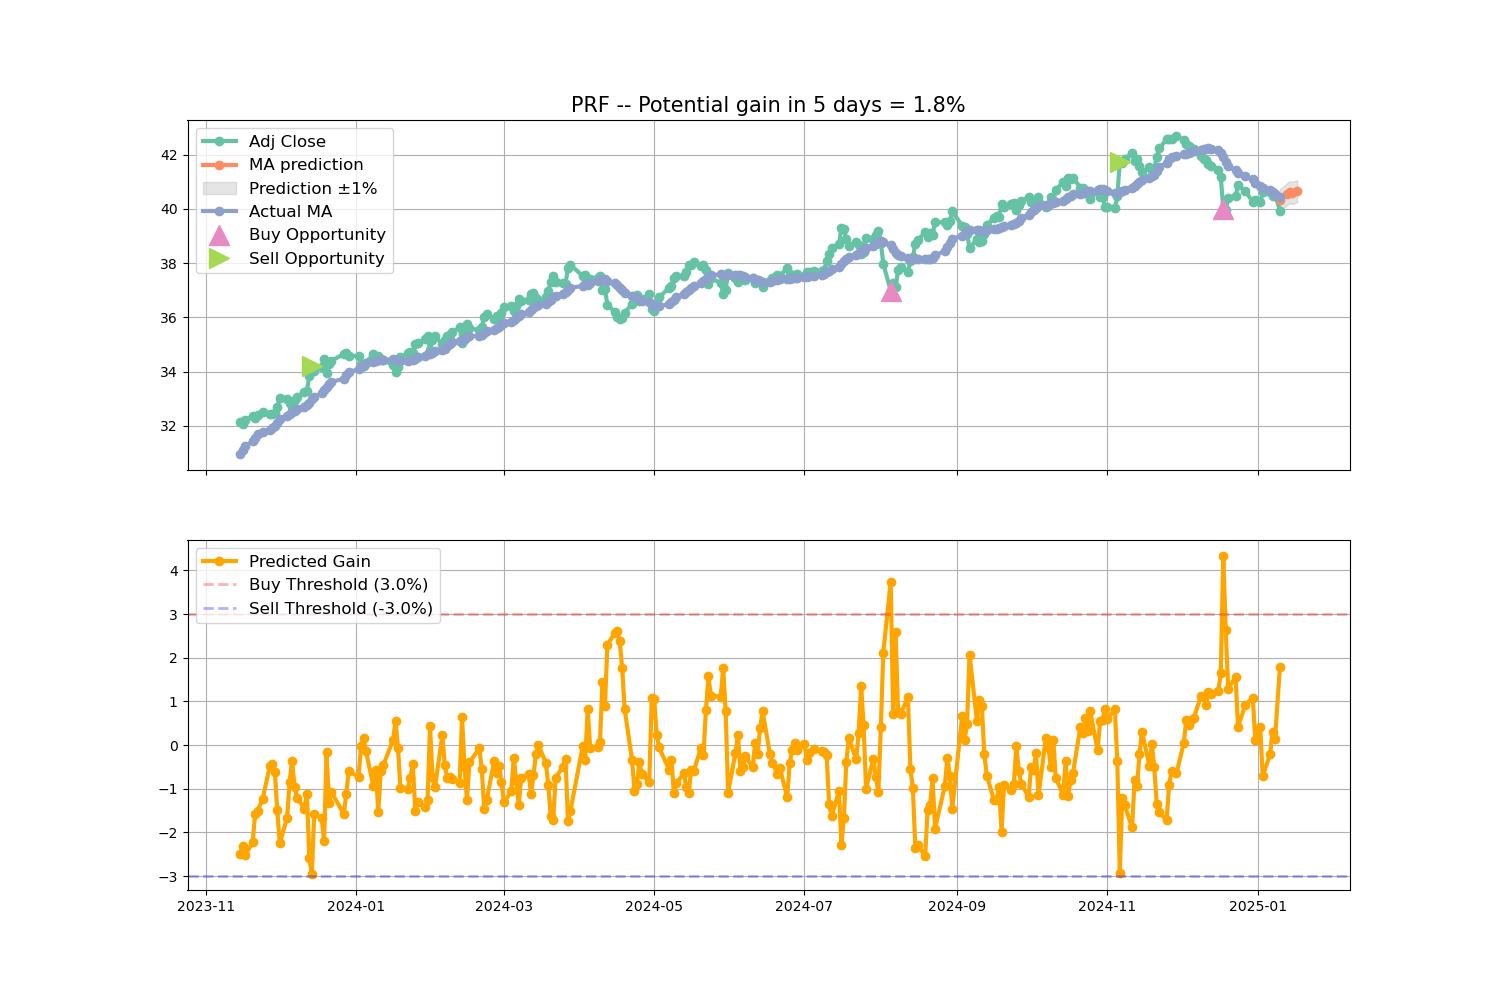 PRF -- Potential gain in 5 days = 1.8%
Adj Close
MA prediction
Prediction ±1%
Actual MA
Buy Opportunity
Sell Opportunity
42
40
38
36
34
32
Predicted Gain
Buy Threshold (3.0%)
Sell Threshold (-3.0%)
4
3
2
1
0
−1
−2
−3
2023-11 2024-01 2024-03 2024-05 2024-07 2024-09 2024-11 2025-01